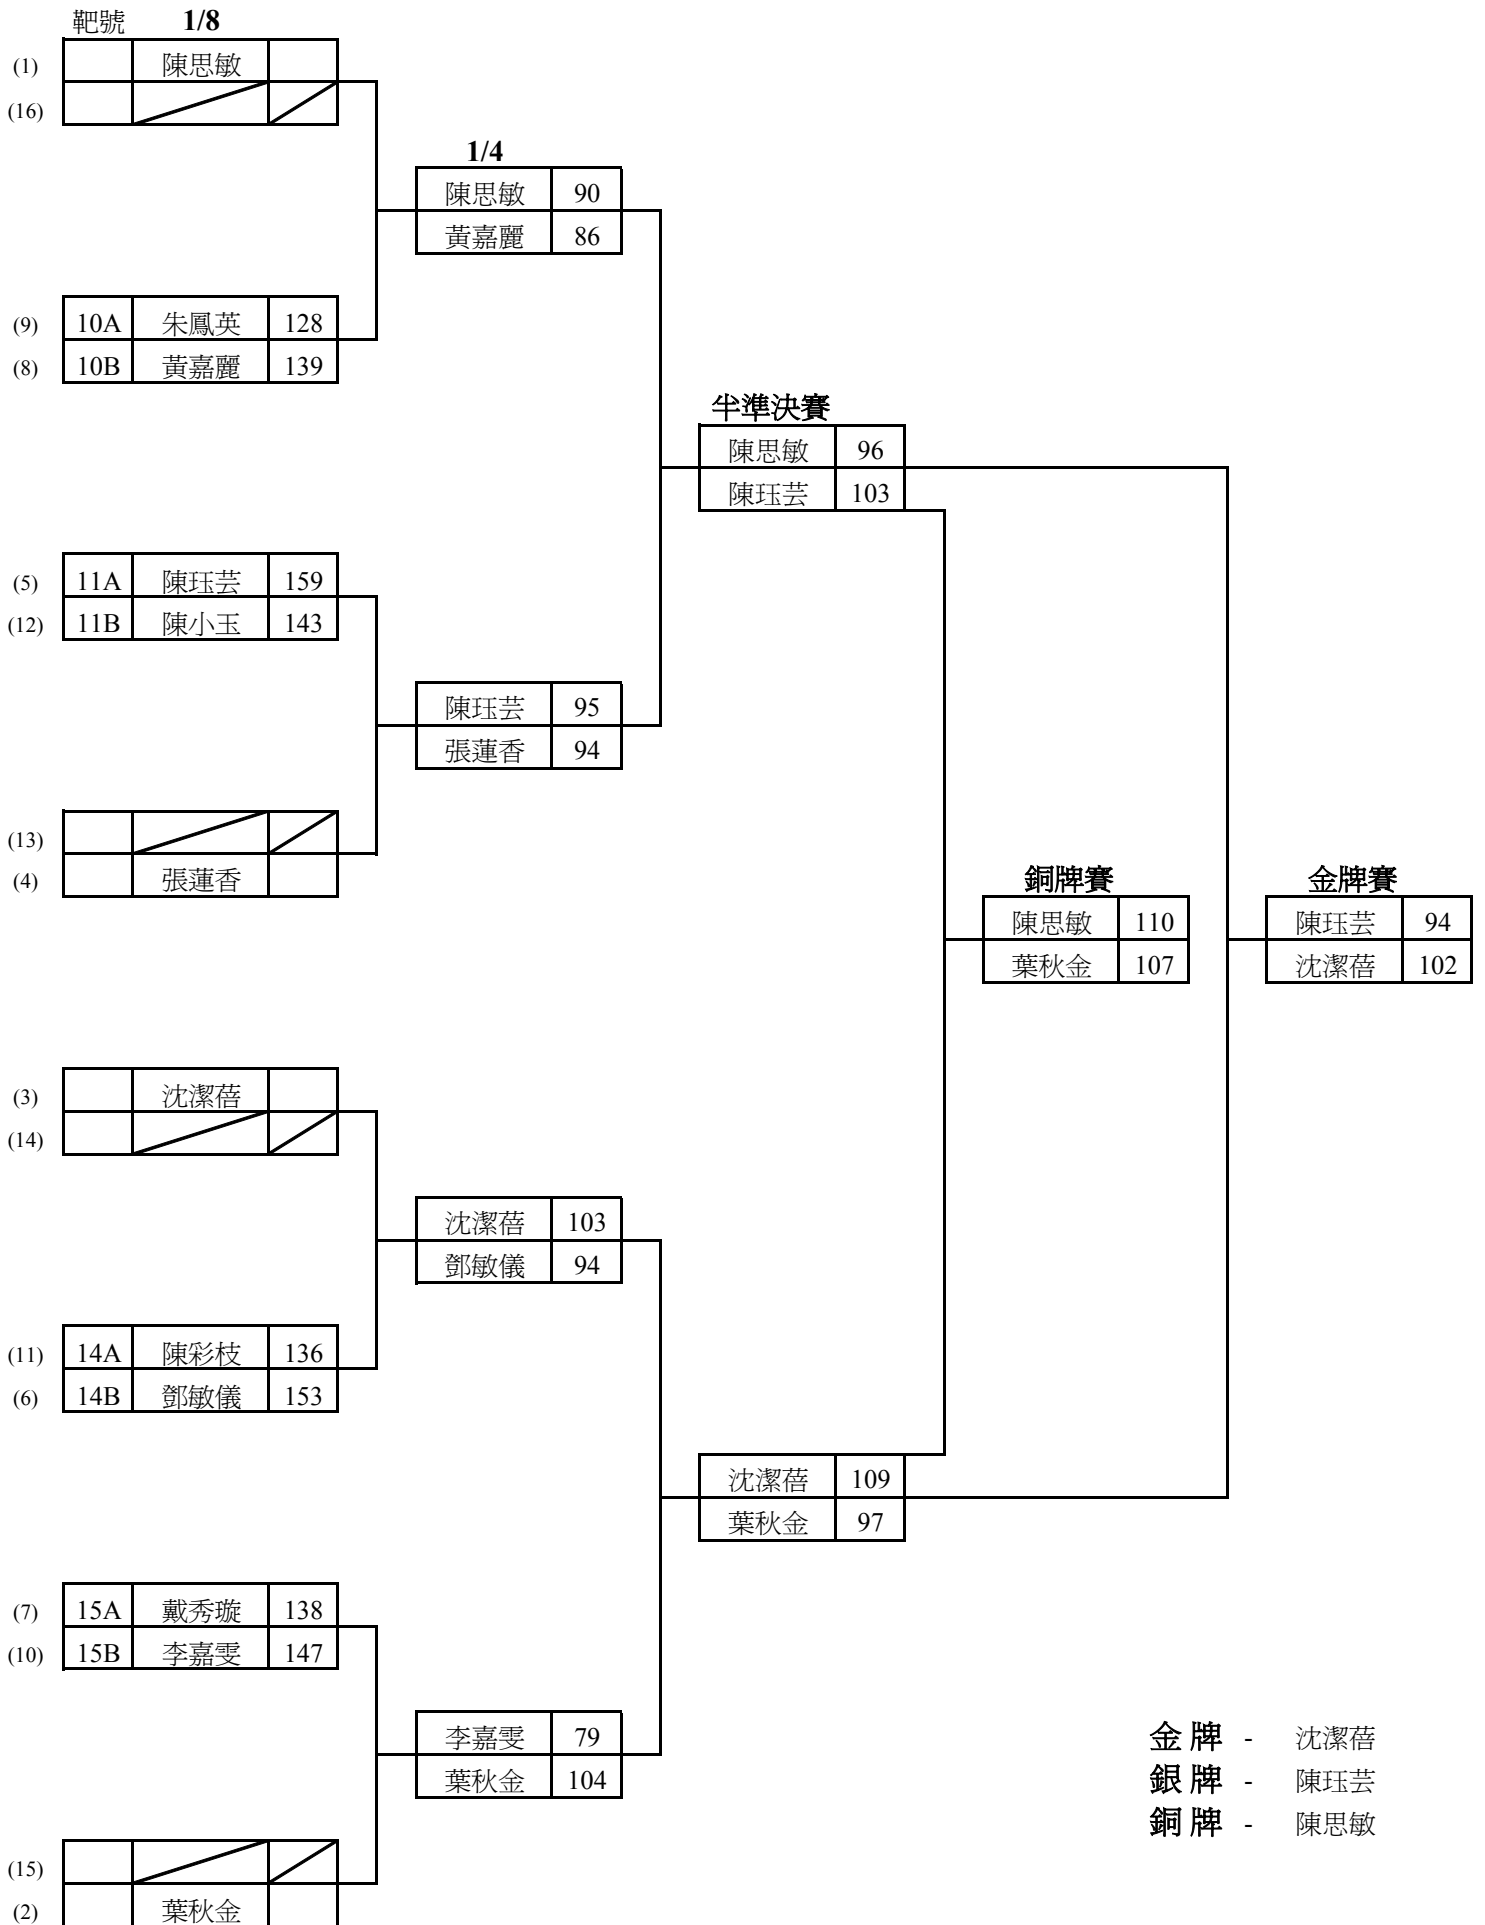 靶號 1/8
(1) 陳思敏
(16)
1/4
陳思敏 90
黃嘉麗 86
(9) 10A 朱鳳英 128
(8) 10B 黃嘉麗 139
半準決賽
陳思敏 96
陳珏芸 103
(5) 11A 陳珏芸 159
(12) 11B 陳小玉 143
陳珏芸 95
張蓮香 94
(13)
(4) 張蓮香
銅牌賽 金牌賽
陳思敏 110 陳珏芸 94
葉秋金 107 沈潔蓓 102
(3) 沈潔蓓
(14)
沈潔蓓 103
鄧敏儀 94
(11) 14A 陳彩枝 136
(6) 14B 鄧敏儀 153
沈潔蓓 109
葉秋金 97
(7) 15A 戴秀璇 138
(10) 15B 李嘉雯 147
李嘉雯 79
葉秋金 104
金牌 - 沈潔蓓
銀牌 - 陳珏芸
銅牌 - 陳思敏
(15)
(2) 葉秋金